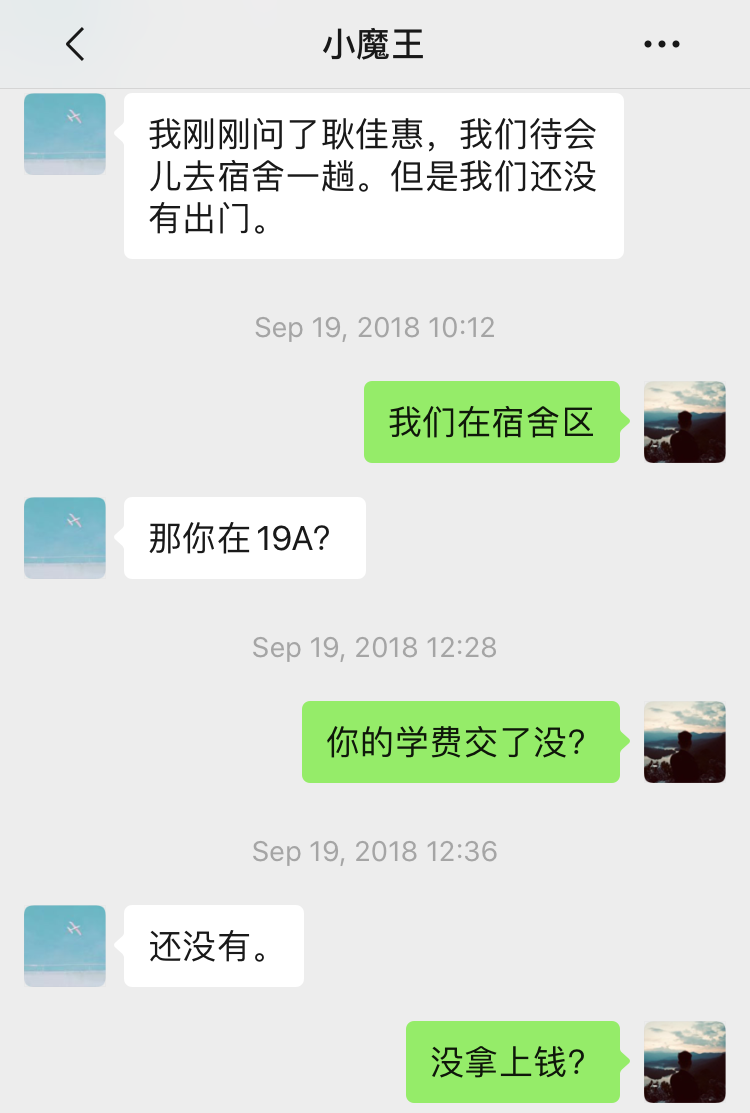 小魔王
我刚刚问了耿佳惠，我们待会
儿去宿舍一趟。但是我们还没
有出门。
Sep 19, 2018 10:12
我们在宿舍区
那你在19A?
Sep 19, 2018 12:28
你的学费交了没?
Sep 19, 2018 12:36
还没有。
没拿上钱?